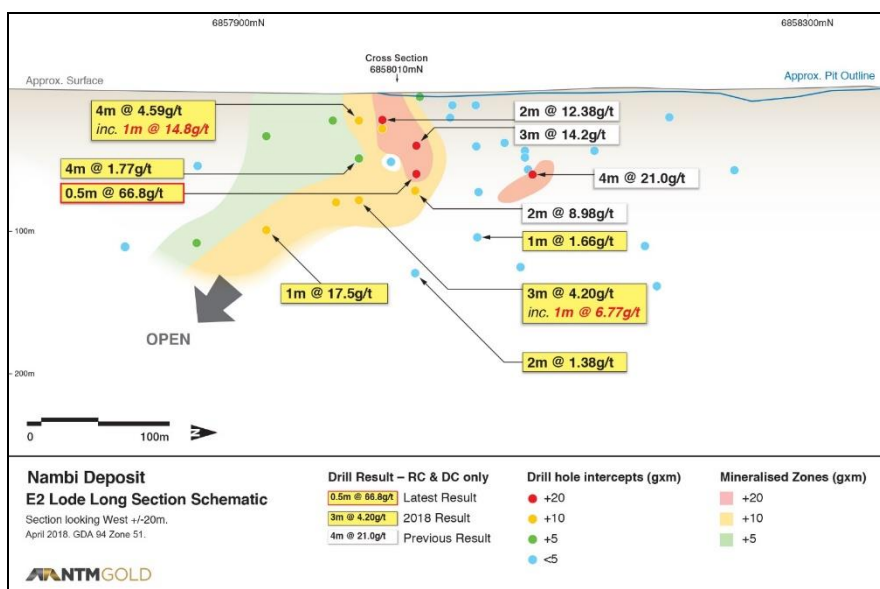 6857900mN
6858300mN
Cross Section
6858010mN
Approx. Surface
Approx. Pit Outline
4m @ 4.59g/t
inc. 1m @ 14.8g/t
2m @ 12.38g/t
3m @ 14.2g/t
4m @ 1.77g/t
4m @ 21.0g/t
0.5m @ 66.8g/t
2m @ 8.98g/t
100m
1m @ 1.66g/t
1m @ 17.5g/t
3m @ 4.20g/t
inc. 1m @ 6.77g/t
OPEN
2m @ 1.38g/t
200m
0
100m
N
Nambi Deposit
E2 Lode Long Section Schematic
Section looking West +/-20m.
April 2018. GDA 94 Zone 51.
NTMGOLD
Drill Result – RC & DC only
0.5m @ 66.8g/t Latest Result
3m @ 4.20g/t 2018 Result
4m @ 21.0g/t Previous Result
Drill hole intercepts (gxm)
+20
+10
+5
<5
Mineralised Zones (gxm)
+20
+10
+5